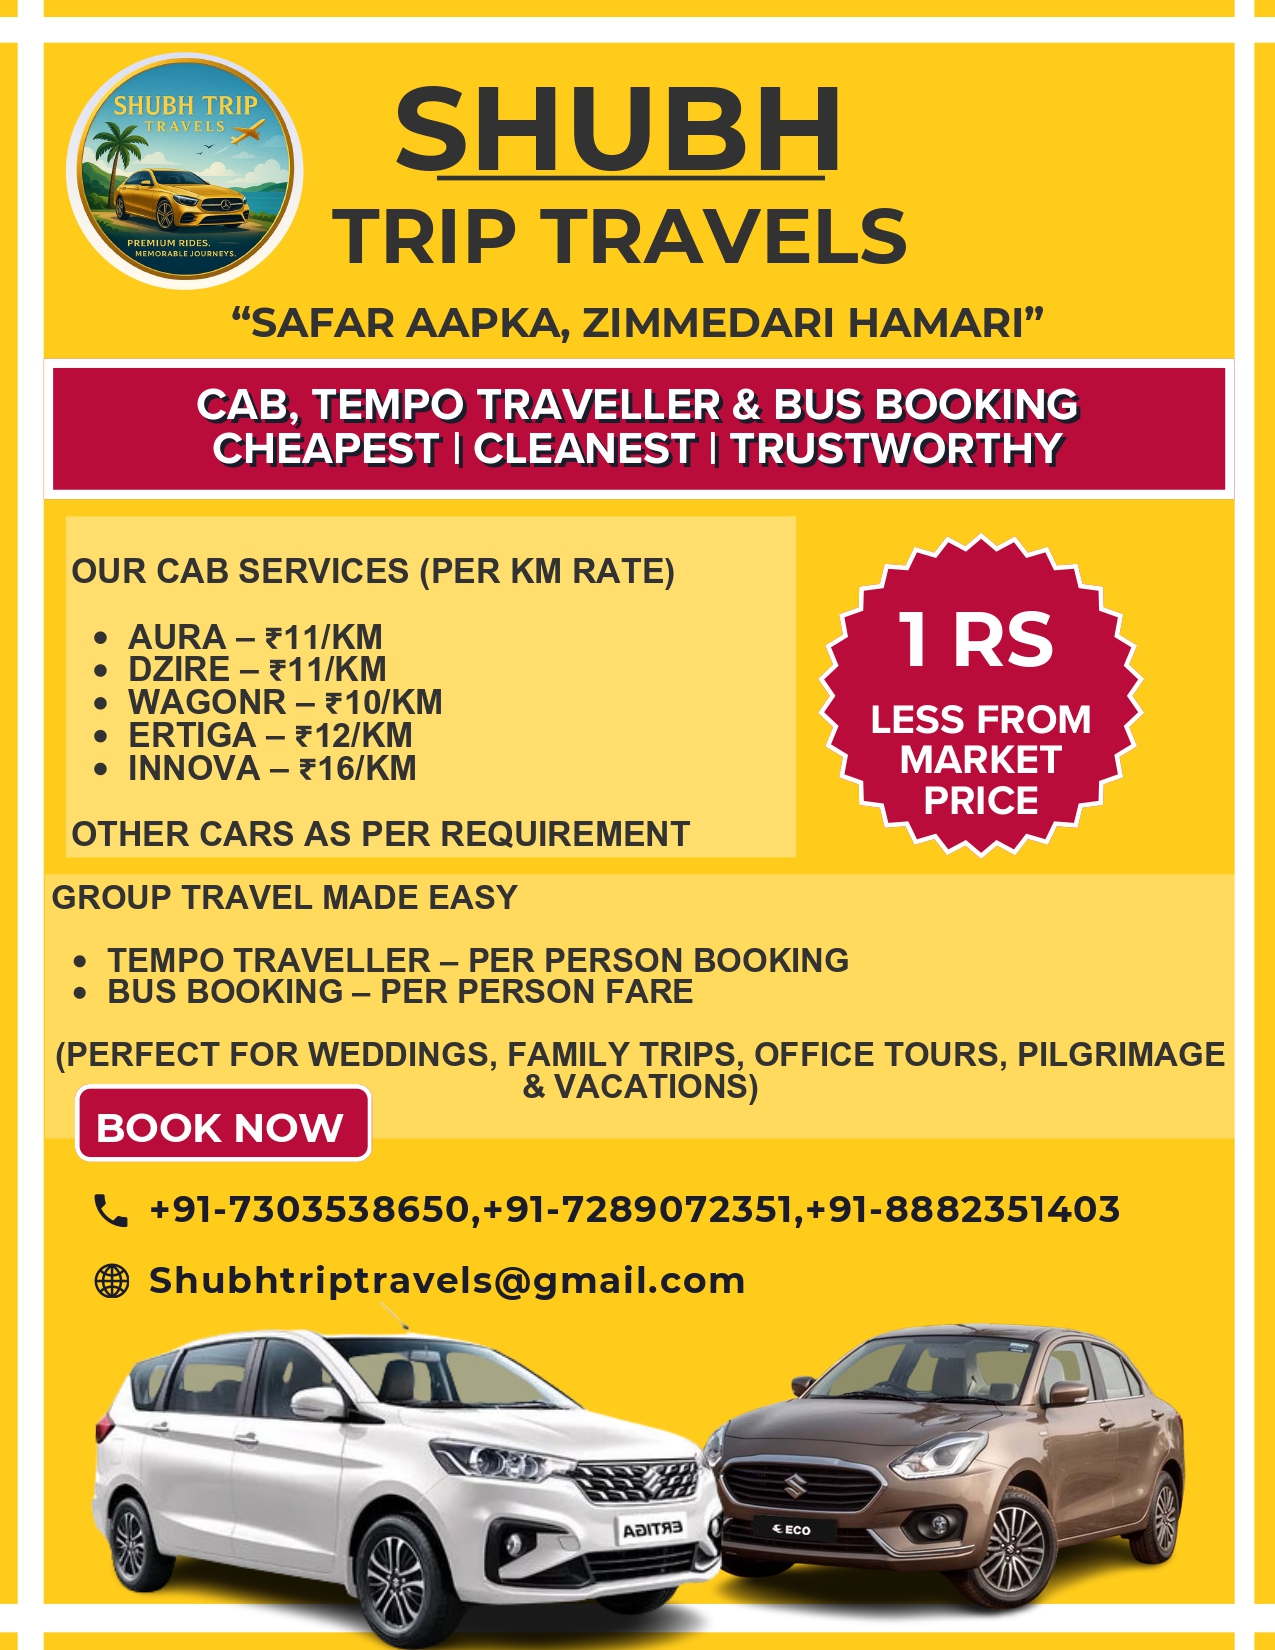 SHUBH TRIP
TRAVELS
PREMIUM RIDES.
MEMORABLE JOURNEYS.
SHUBH
TRIP TRAVELS
“SAFAR AAPKA, ZIMMEDARI HAMARI”
CAB, TEMPO TRAVELLER & BUS BOOKING
CHEAPEST | CLEANEST | TRUSTWORTHY
OUR CAB SERVICES (PER KM RATE)
• AURA – ₹11/KM
• DZIRE – ₹11/KM
• WAGONR – ₹10/KM
• ERTIGA – ₹12/KM
• INNOVA – ₹16/KM
OTHER CARS AS PER REQUIREMENT
1 RS
LESS FROM
MARKET
PRICE
GROUP TRAVEL MADE EASY
• TEMPO TRAVELLER – PER PERSON BOOKING
• BUS BOOKING – PER PERSON FARE
(PERFECT FOR WEDDINGS, FAMILY TRIPS, OFFICE TOURS, PILGRIMAGE
& VACATIONS)
BOOK NOW
+91-7303538650,+91-7289072351,+91-8882351403
Shubhtriptravels@gmail.com
ERTIGA
ECO